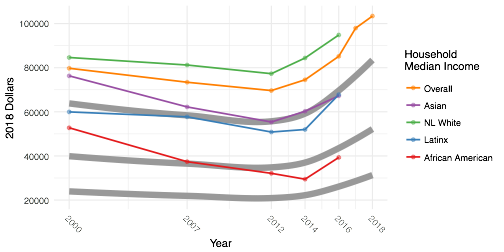 100000
80000
60000
40000
20000
2018 Dollars
2000
2007
2012
2014
2016
2018
Year
Household
Median Income
Overall
Asian
NL White
Latinx
African American